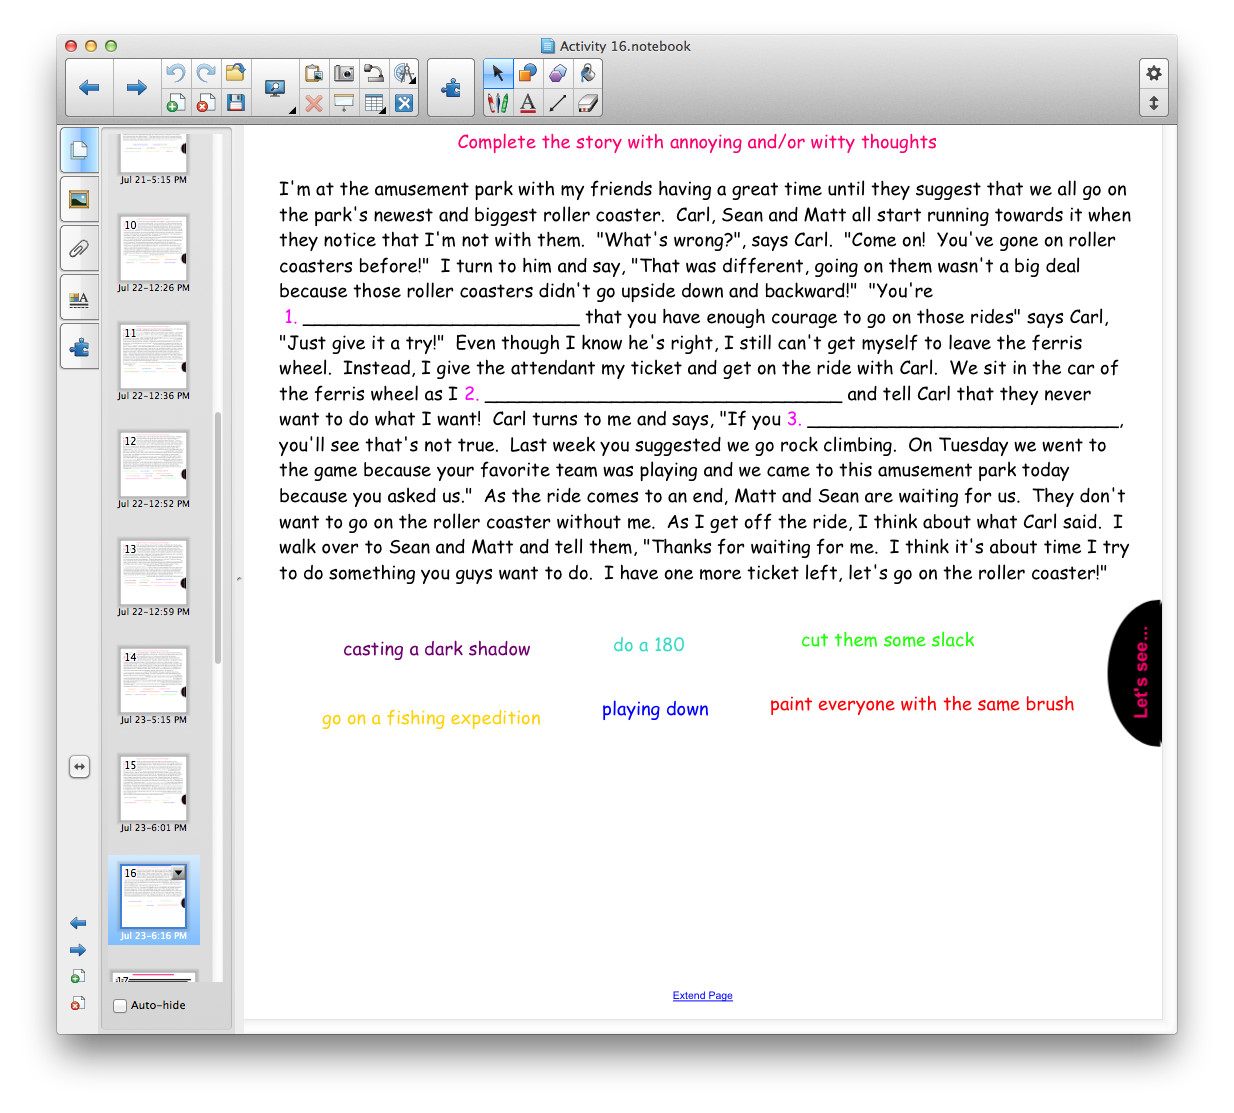 Activity 16.notebook
Complete the story with annoying and/or witty thoughts
I'm at the amusement park with my friends having a great time until they suggest that we all go on
the park's newest and biggest roller coaster. Carl, Sean and Matt all start running towards it when
they notice that I'm not with them. "What's wrong?", says Carl. "Come on! You've gone on roller
coasters before!" I turn to him and say, "That was different, going on them wasn't a big deal
because those roller coasters didn't go upside down and backward!" "You're
1. _________________________ that you have enough courage to go on those rides" says Carl,
"Just give it a try!" Even though I know he's right, I still can't get myself to leave the ferris
wheel. Instead, I give the attendant my ticket and get on the ride with Carl. We sit in the car of
the ferris wheel as I 2. ________________________________ and tell Carl that they never
want to do what I want! Carl turns to me and says, "If you 3. ____________________________,
you'll see that's not true. Last week you suggested we go rock climbing. On Tuesday we went to
the game because your favorite team was playing and we came to this amusement park today
because you asked us." As the ride comes to an end, Matt and Sean are waiting for us. They don't
want to go on the roller coaster without me. As I get off the ride, I think about what Carl said. I
walk over to Sean and Matt and tell them, "Thanks for waiting for me. I think it's about time I try
to do something you guys want to do. I have one more ticket left, let's go on the roller coaster!"
casting a dark shadow
do a 180
cut them some slack
go on a fishing expedition
playing down
paint everyone with the same brush
Let's see...
Extend Page
Jul 21-5:15 PM
10
Jul 22-12:26 PM
11
Jul 22-12:36 PM
12
Jul 22-12:52 PM
13
Jul 22-12:59 PM
14
Jul 23-5:15 PM
15
Jul 23-6:01 PM
16
Jul 23-6:16 PM
17
Auto-hide